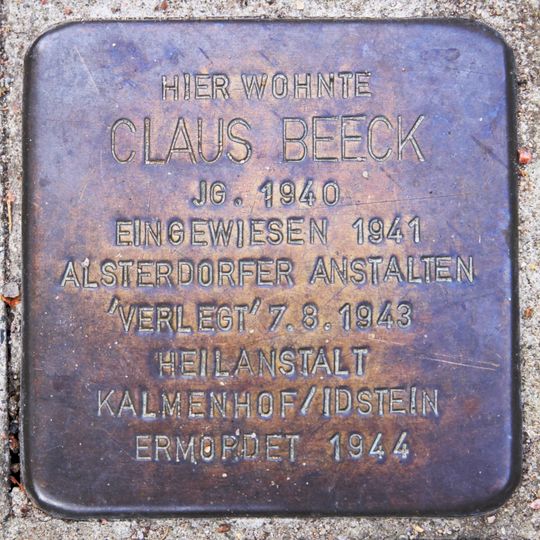 HIER WOHNTE
CLAUS BEECK
JG. 1940
EINGEWIESEN 1941
ALSTERDORFER ANSTALTEN
'VERLEGT' 7.8.1943
HEILANSTALT
KALMENHOF/IDSTEIN
ERMORDET 1944